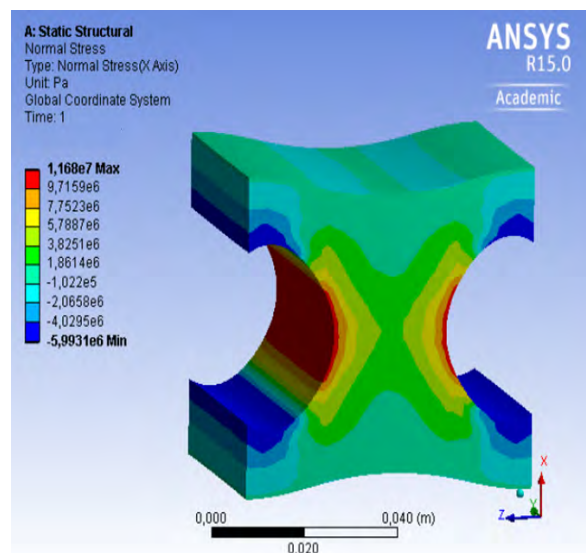 A: Static Structural
Normal Stress
Type: Normal Stress(X Axis)
Unit: Pa
Global Coordinate System
Time: 1
ANSYS
R15.0
Academic
1,168e7 Max
9,7159e6
7,7523e6
5,7887e6
3,8251e6
1,8614e6
-1,022e5
-2,0658e6
-4,0295e6
-5,9931e6 Min
X
Y
Z
0,000
0,040 (m)
0,020